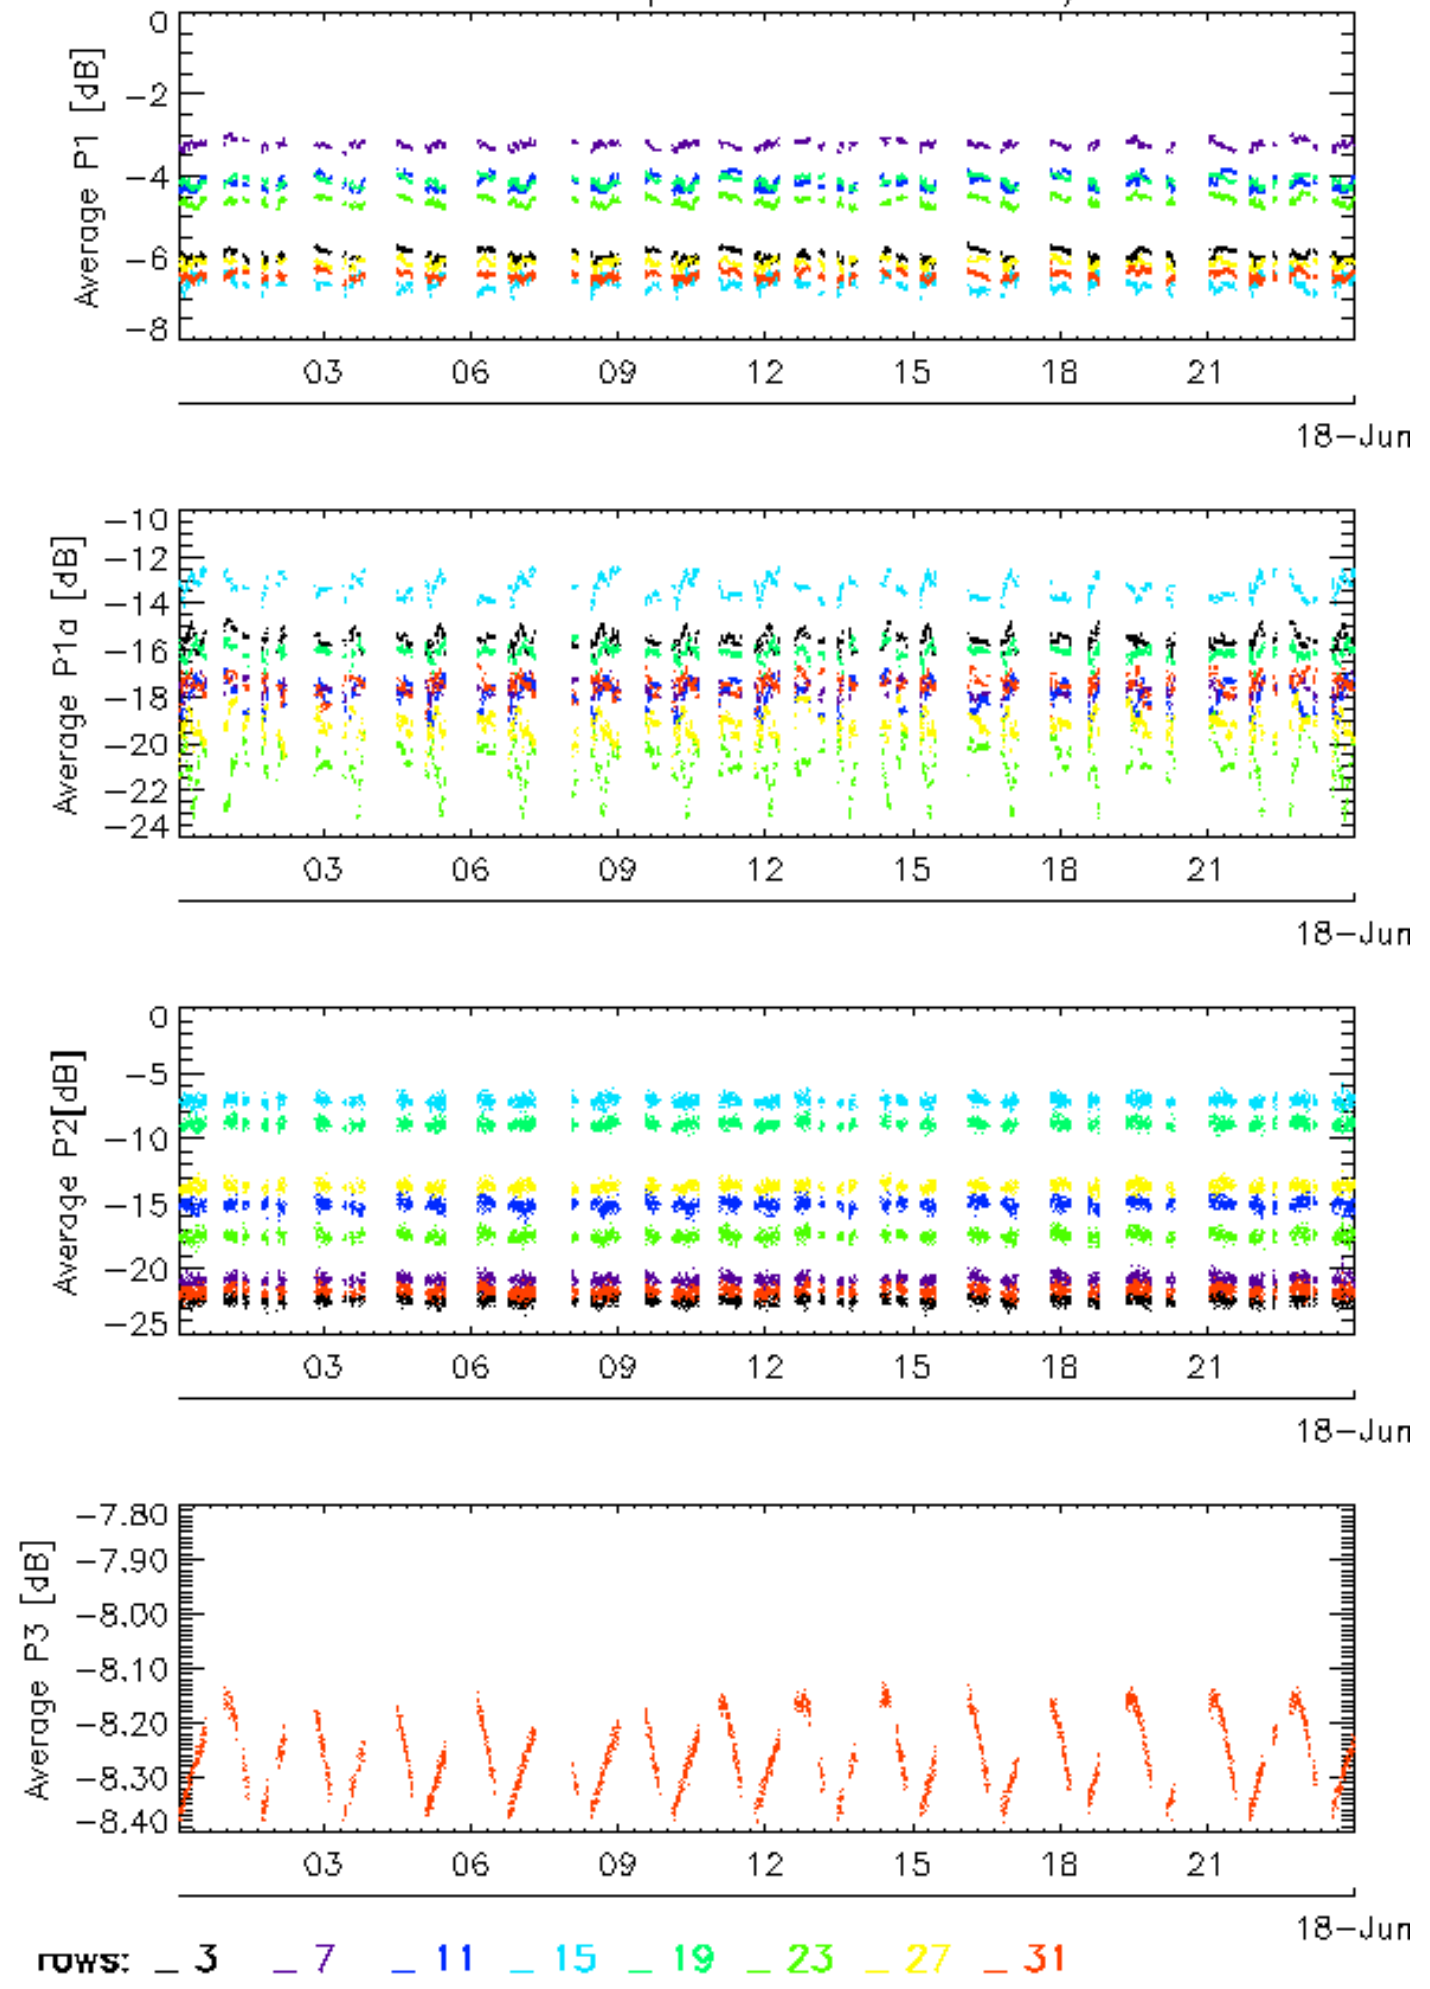 Average P1 [dB]
0
-2
-4
-6
-8
03 06 09 12 15 18 21
18-Jun
Average P1a [dB]
-10
-12
-14
-16
-18
-20
-22
-24
03 06 09 12 15 18 21
18-Jun
Average P2[dB]
0
-5
-10
-15
-20
-25
03 06 09 12 15 18 21
18-Jun
Average P3 [dB]
-7.80
-7.90
-8.00
-8.10
-8.20
-8.30
-8.40
03 06 09 12 15 18 21
18-Jun
rows: _ 3 _ 7 _ 11 _ 15 _ 19 _ 23 _ 27 _ 31